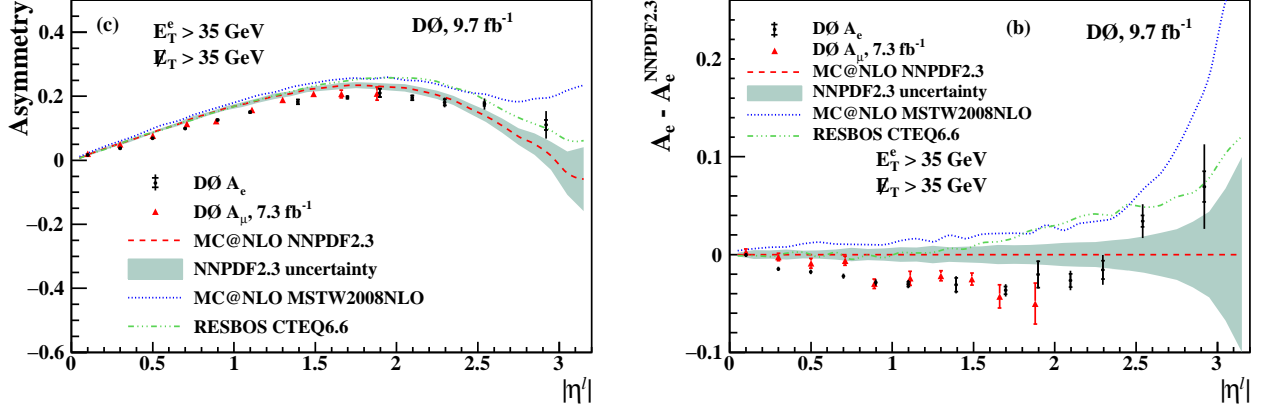 (c)
DØ, 9.7 fb⁻¹
E_T^e > 35 GeV
E̸_T > 35 GeV
Asymmetry
0.4
0.2
0
−0.2
−0.4
−0.6
DØ A_e
DØ A_μ, 7.3 fb⁻¹
MC@NLO NNPDF2.3
NNPDF2.3 uncertainty
MC@NLO MSTW2008NLO
RESBOS CTEQ6.6
0 0.5 1 1.5 2 2.5 3
|η^l|
A_e - A_e^NNPDF2.3
0.2
0.1
0
−0.1
(b)
DØ, 9.7 fb⁻¹
DØ A_e
DØ A_μ, 7.3 fb⁻¹
MC@NLO NNPDF2.3
NNPDF2.3 uncertainty
MC@NLO MSTW2008NLO
RESBOS CTEQ6.6
E_T^e > 35 GeV
E̸_T > 35 GeV
0 0.5 1 1.5 2 2.5 3
|η^l|